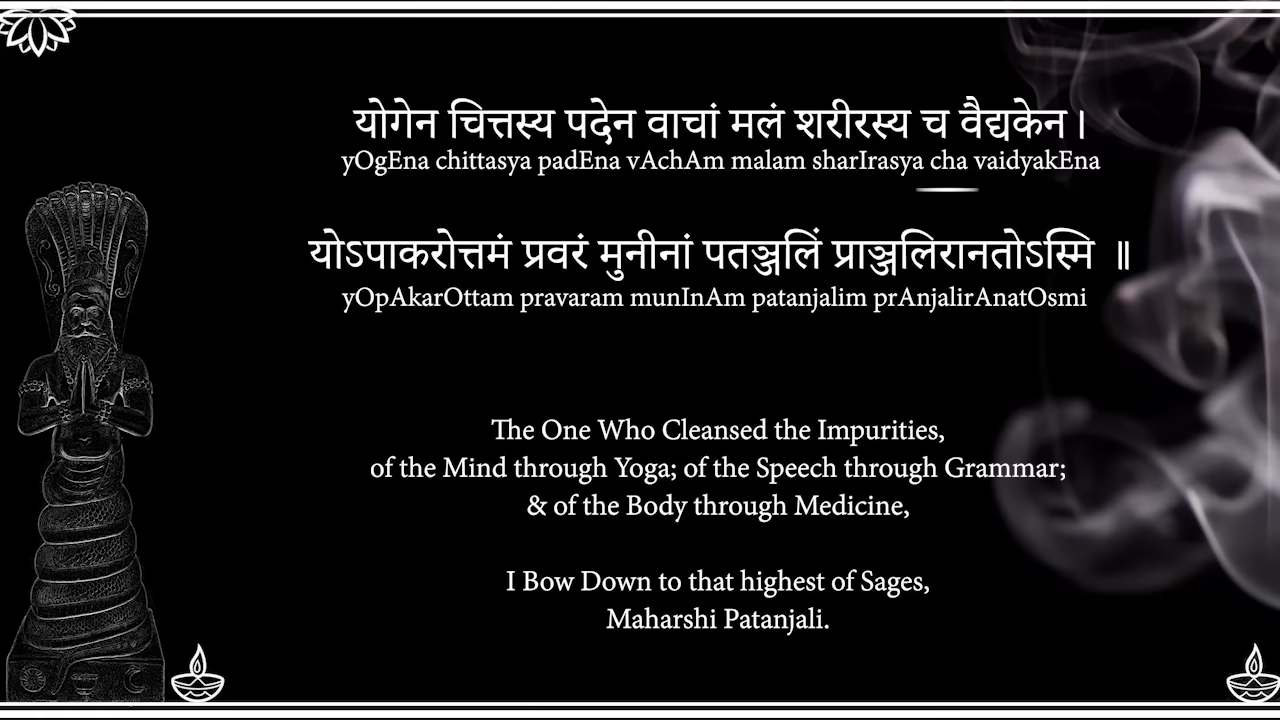 योगेन चित्तस्य पदेन वाचां मलं शरीरस्य च वैद्यकेन।
yOgEna chittasya padEna vAchAm malam sharIrasya cha vaidyakEna
योऽपाकरोत्तमं प्रवरं मुनीनां पतञ्जलिं प्राञ्जलिरानतोऽस्मि ॥
yOpAkarOttam pravaram munInAm patanjalim prAnjalirAnatOsmi
The One Who Cleansed the Impurities,
of the Mind through Yoga; of the Speech through Grammar;
& of the Body through Medicine,
I Bow Down to that highest of Sages,
Maharshi Patanjali.